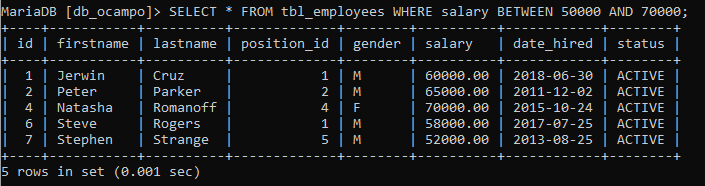 MariaDB [db_ocampo]> SELECT * FROM tbl_employees WHERE salary BETWEEN 50000 AND 70000;
+----+-----------+----------+-------------+--------+----------+------------+--------+
| id | firstname | lastname | position_id | gender | salary   | date_hired | status |
+----+-----------+----------+-------------+--------+----------+------------+--------+
|  1 | Jerwin    | Cruz     |           1 | M      | 60000.00 | 2018-06-30 | ACTIVE |
|  2 | Peter     | Parker   |           2 | M      | 65000.00 | 2011-12-02 | ACTIVE |
|  4 | Natasha   | Romanoff |           4 | F      | 70000.00 | 2015-10-24 | ACTIVE |
|  6 | Steve     | Rogers   |           1 | M      | 58000.00 | 2017-07-25 | ACTIVE |
|  7 | Stephen   | Strange  |           5 | M      | 52000.00 | 2013-08-25 | ACTIVE |
+----+-----------+----------+-------------+--------+----------+------------+--------+
5 rows in set (0.001 sec)